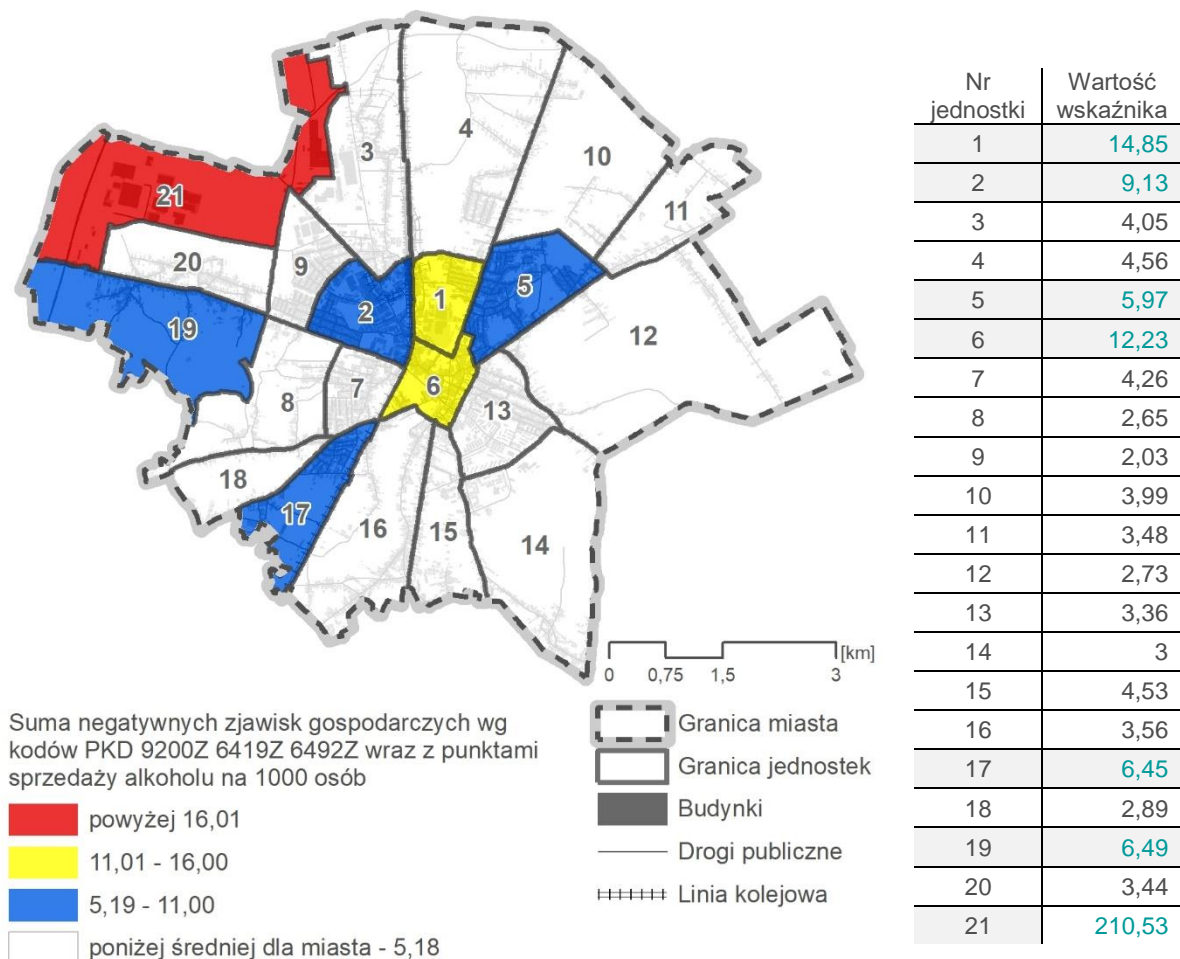 3
4
10
11
21
20
9
2
1
5
19
12
8
7
6
13
18
17
16
15
14
[km]
0 0,75 1,5 3
Suma negatywnych zjawisk gospodarczych wg
kodów PKD 9200Z 6419Z 6492Z wraz z punktami
sprzedaży alkoholu na 1000 osób
powyżej 16,01
11,01 - 16,00
5,19 - 11,00
poniżej średniej dla miasta - 5,18
Granica miasta
Granica jednostek
Budynki
Drogi publiczne
Linia kolejowa
Nr jednostki Wartość wskaźnika
1 14,85
2 9,13
3 4,05
4 4,56
5 5,97
6 12,23
7 4,26
8 2,65
9 2,03
10 3,99
11 3,48
12 2,73
13 3,36
14 3
15 4,53
16 3,56
17 6,45
18 2,89
19 6,49
20 3,44
21 210,53